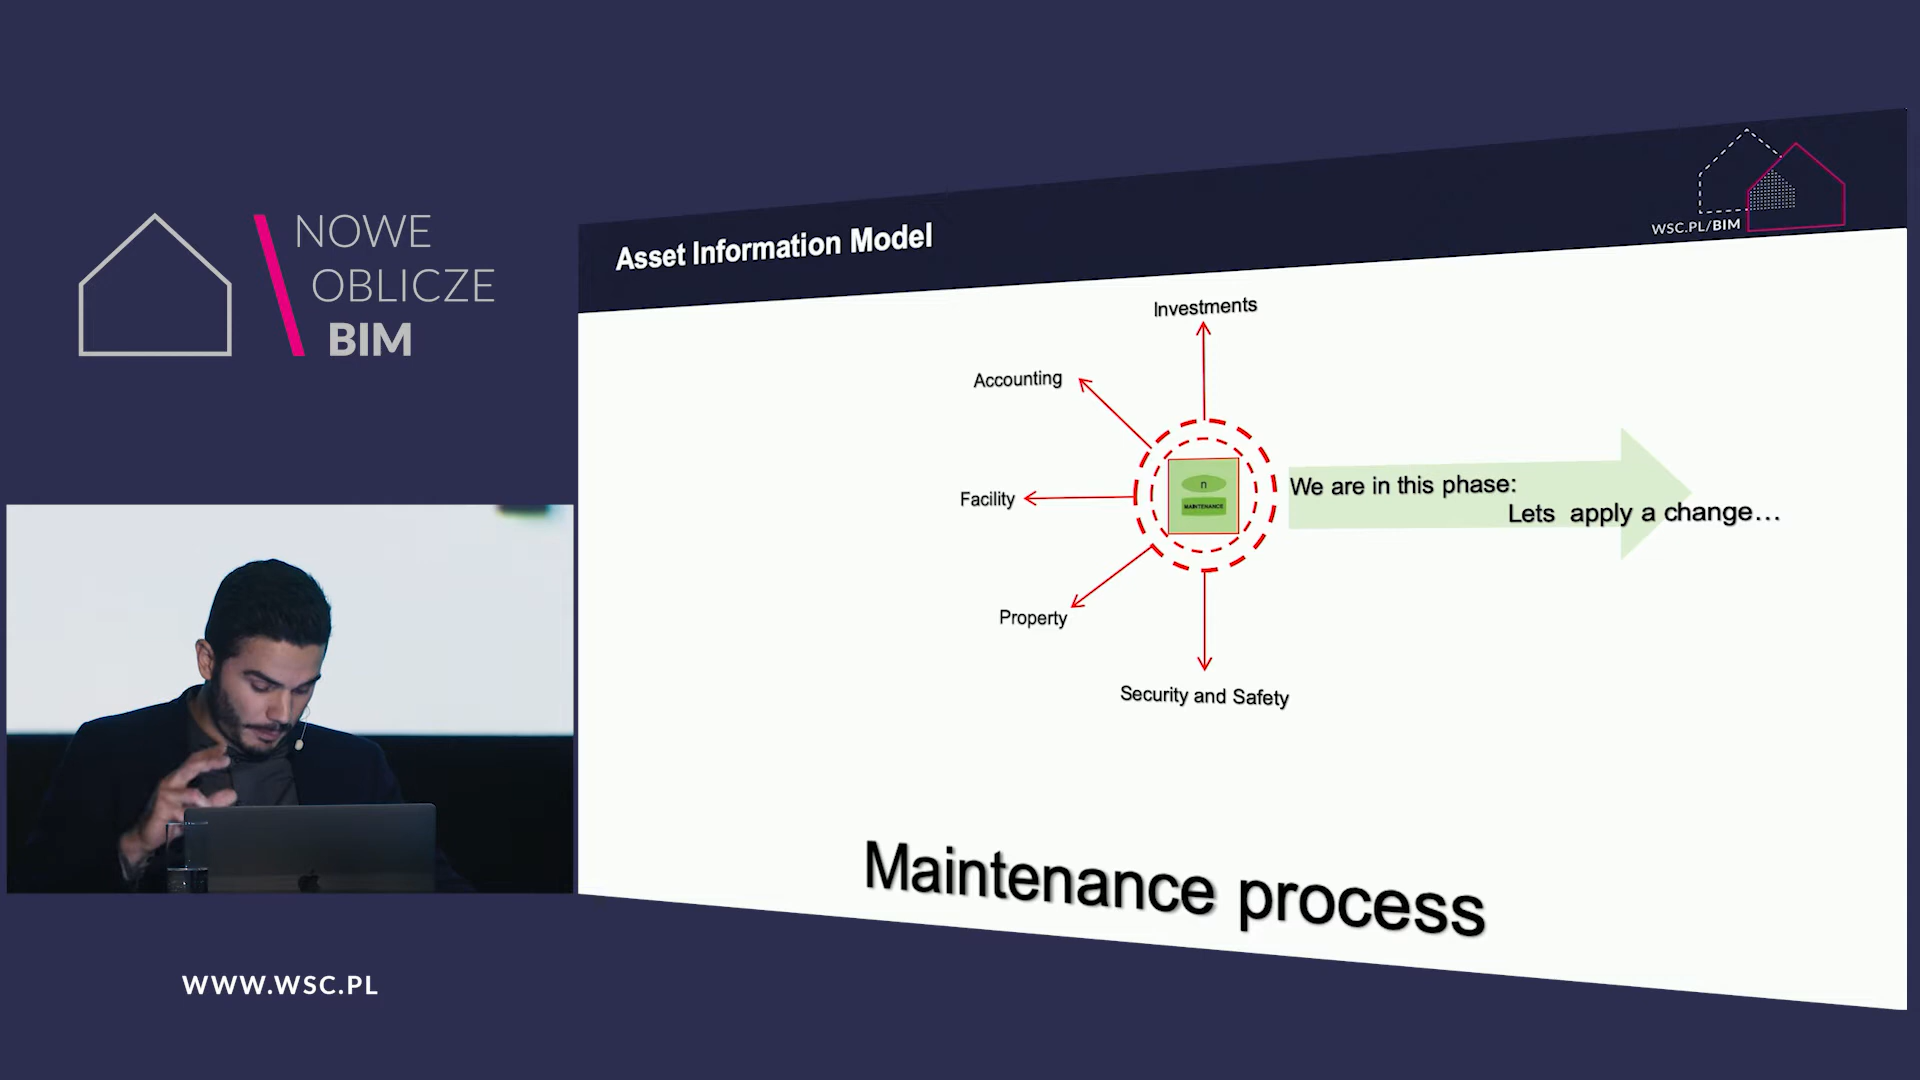 NOWE
OBLICZE
BIM
WWW.WSC.PL
Asset Information Model
WSC.PL/BIM
Investments
Accounting
Facility
Property
Security and Safety
n
MAINTENANCE
We are in this phase:
Lets apply a change...
Maintenance process